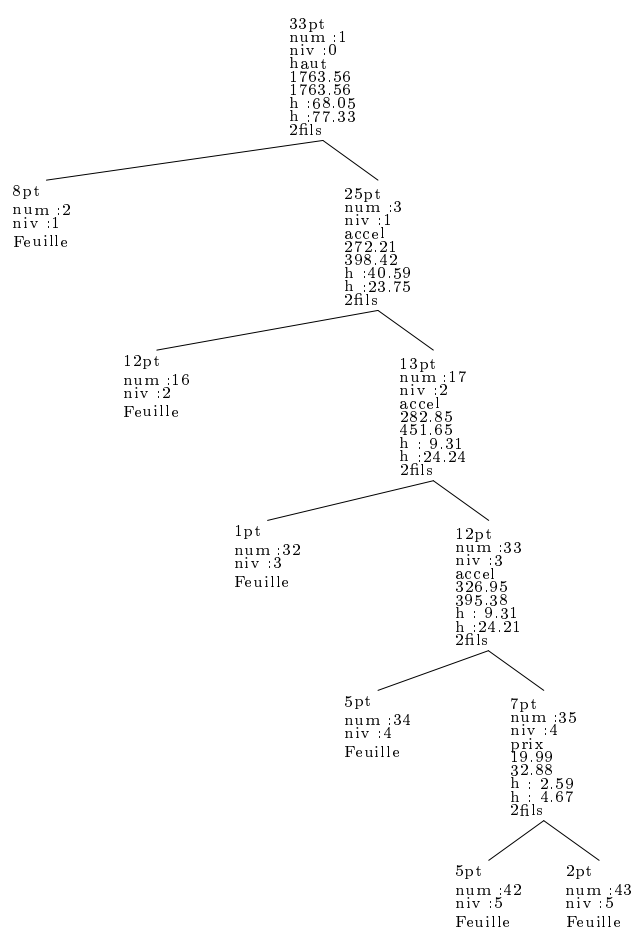 33pt
num :1
niv :0
haut
1763.56
1763.56
h :68.05
h :77.33
2fils
8pt
num :2
niv :1
Feuille
25pt
num :3
niv :1
accel
272.21
398.42
h :40.59
h :23.75
2fils
12pt
num :16
niv :2
Feuille
13pt
num :17
niv :2
accel
282.85
451.65
h : 9.31
h :24.24
2fils
1pt
num :32
niv :3
Feuille
12pt
num :33
niv :3
accel
326.95
395.38
h : 9.31
h :24.21
2fils
5pt
num :34
niv :4
Feuille
7pt
num :35
niv :4
prix
19.99
32.88
h : 2.59
h : 4.67
2fils
5pt
num :42
niv :5
Feuille
2pt
num :43
niv :5
Feuille